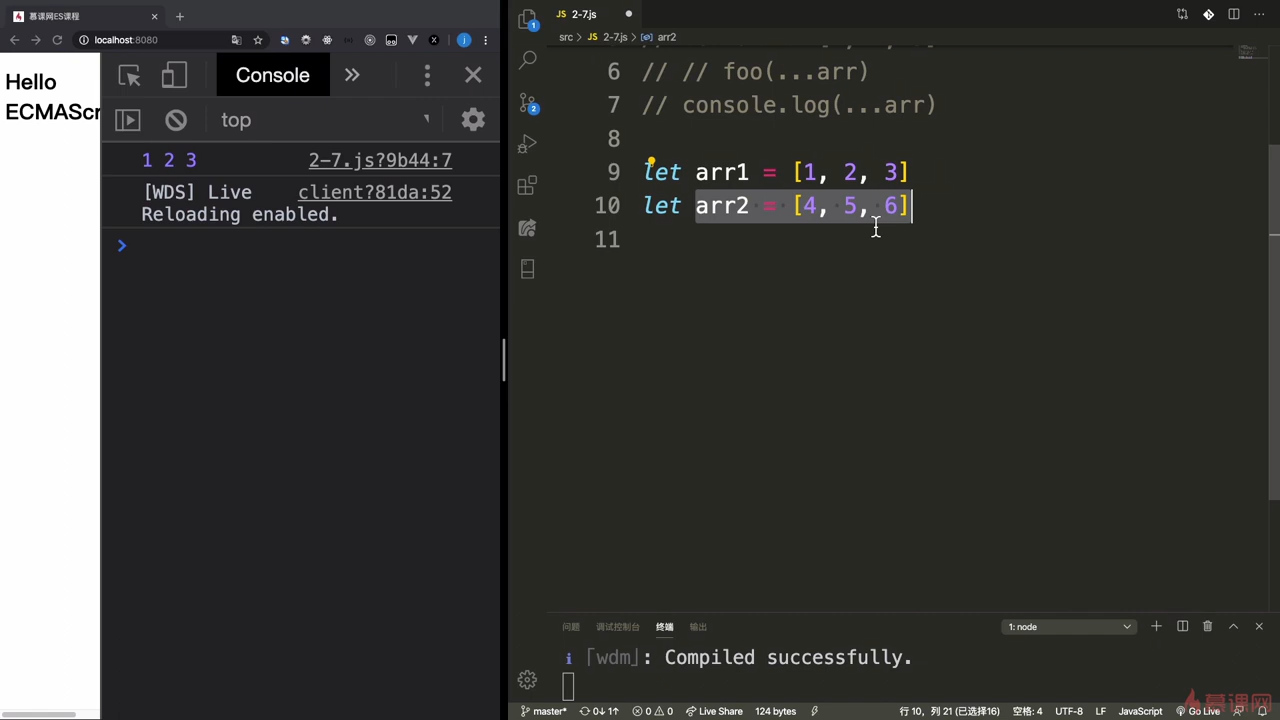 慕课网ES课程
localhost:8080
Hello
ECMAScr
Console
top
1 2 3 2-7.js?9b44:7
[WDS] Live client?81da:52
Reloading enabled.
2-7.js
src > JS 2-7.js > arr2
6 // // foo(...arr)
7 // console.log(...arr)
8
9 let arr1 = [1, 2, 3]
10 let arr2 = [4, 5, 6]
11
问题 调试控制台 终端 输出 1: node
i ｢wdm｣: Compiled successfully.
master* 0↓ 1↑ 0 0 Live Share 124 bytes 行 10，列 21 (已选择16) 空格: 4 UTF-8 LF JavaScript Go Live
慕课网